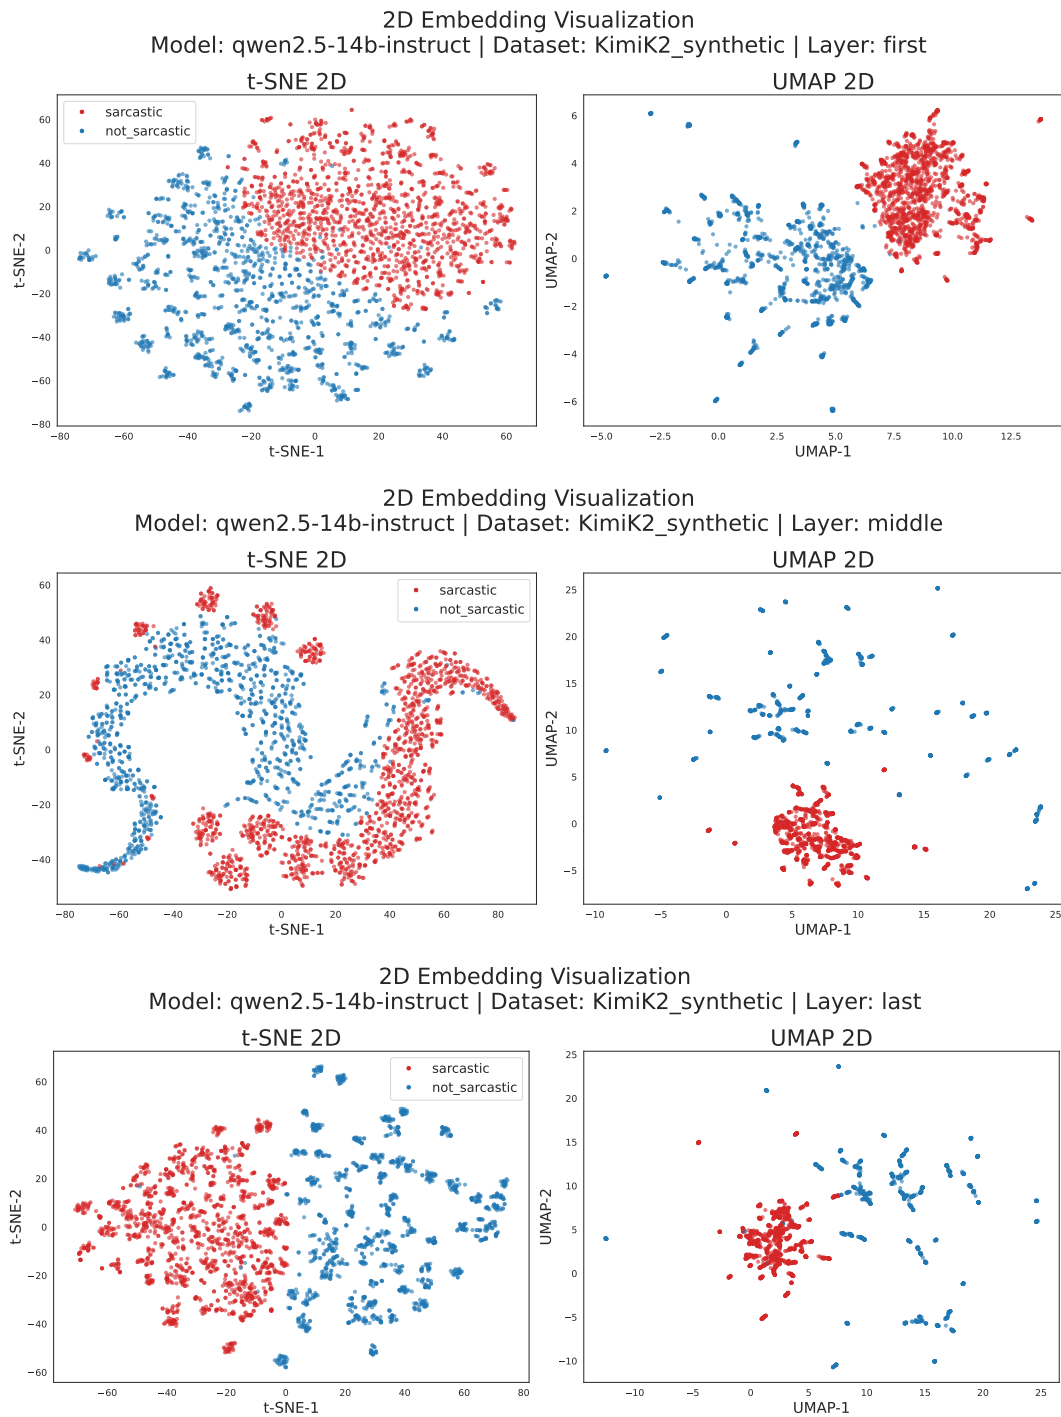 2D Embedding Visualization
Model: qwen2.5-14b-instruct | Dataset: KimiK2_synthetic | Layer: first
t-SNE 2D
sarcastic
not_sarcastic
60
40
20
0
−20
−40
−60
−80
t-SNE-2
−80 −60 −40 −20 0 20 40 60
t-SNE-1
UMAP 2D
6
4
2
0
−2
−4
−6
UMAP-2
−5.0 −2.5 0.0 2.5 5.0 7.5 10.0 12.5
UMAP-1
2D Embedding Visualization
Model: qwen2.5-14b-instruct | Dataset: KimiK2_synthetic | Layer: middle
t-SNE 2D
sarcastic
not_sarcastic
60
40
20
0
−20
−40
t-SNE-2
−80 −60 −40 −20 0 20 40 60 80
t-SNE-1
UMAP 2D
25
20
15
10
5
0
−5
UMAP-2
−10 −5 0 5 10 15 20 25
UMAP-1
2D Embedding Visualization
Model: qwen2.5-14b-instruct | Dataset: KimiK2_synthetic | Layer: last
t-SNE 2D
sarcastic
not_sarcastic
60
40
20
0
−20
−40
−60
t-SNE-2
−60 −40 −20 0 20 40 60 80
t-SNE-1
UMAP 2D
25
20
15
10
5
0
−5
−10
UMAP-2
−10 −5 0 5 10 15 20 25
UMAP-1